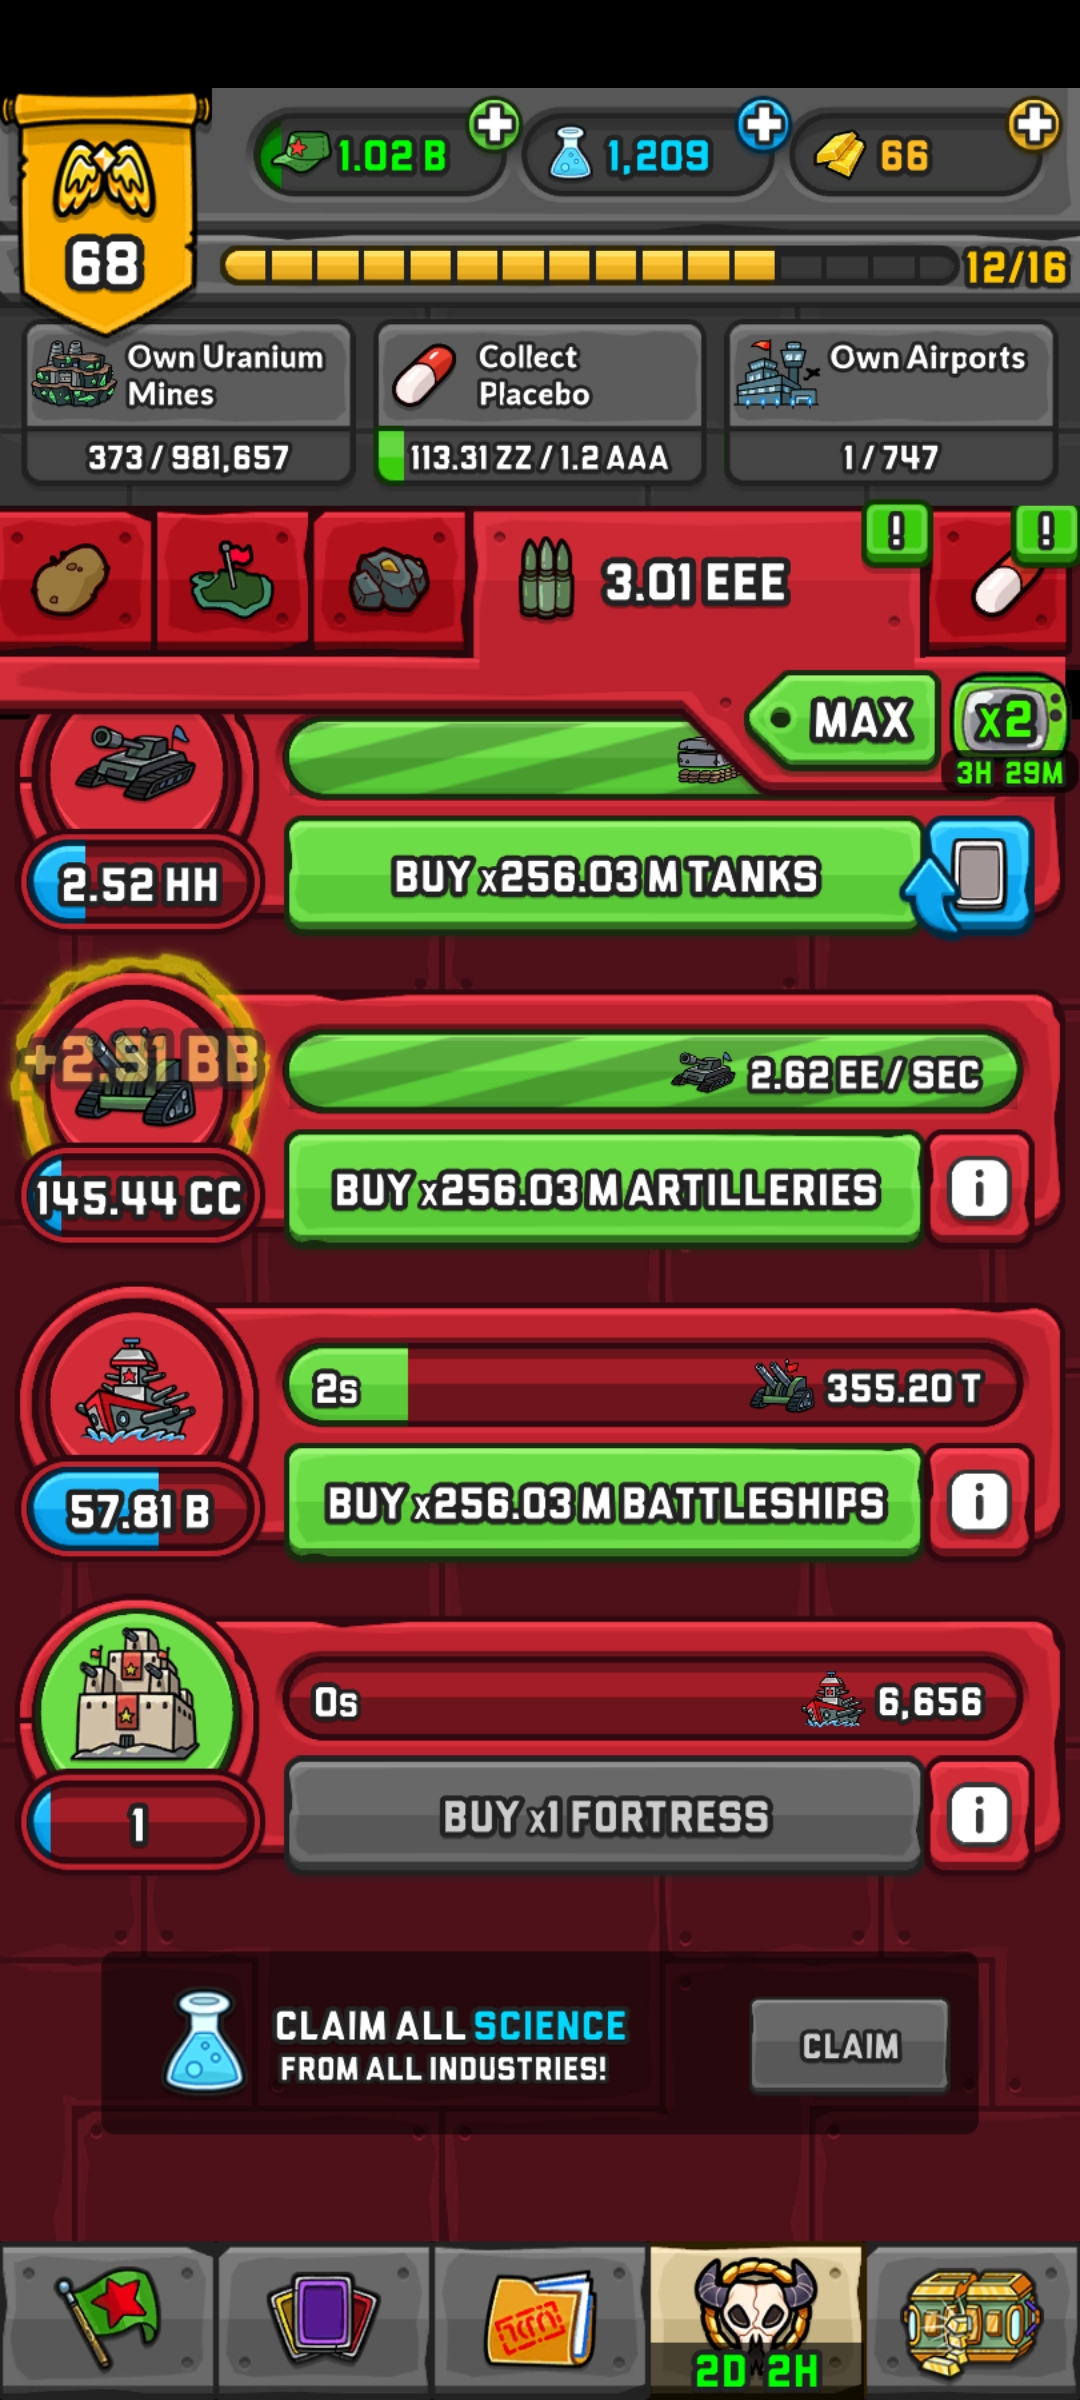 68
1.02 B
1,209
66
12/16
Own Uranium
Mines
373 / 981,657
Collect
Placebo
113.31 ZZ / 1.2 AAA
Own Airports
1 / 747
!
!
3.01 EEE
MAX
x2
3H 29M
2.52 HH
BUY x256.03 M TANKS
+2.91 BB
2.62 EE / SEC
145.44 CC
BUY x256.03 M ARTILLERIES
i
2s
355.20 T
57.81 B
BUY x256.03 M BATTLESHIPS
i
0s
6,656
1
BUY x1 FORTRESS
i
CLAIM ALL SCIENCE
FROM ALL INDUSTRIES!
CLAIM
2D 2H